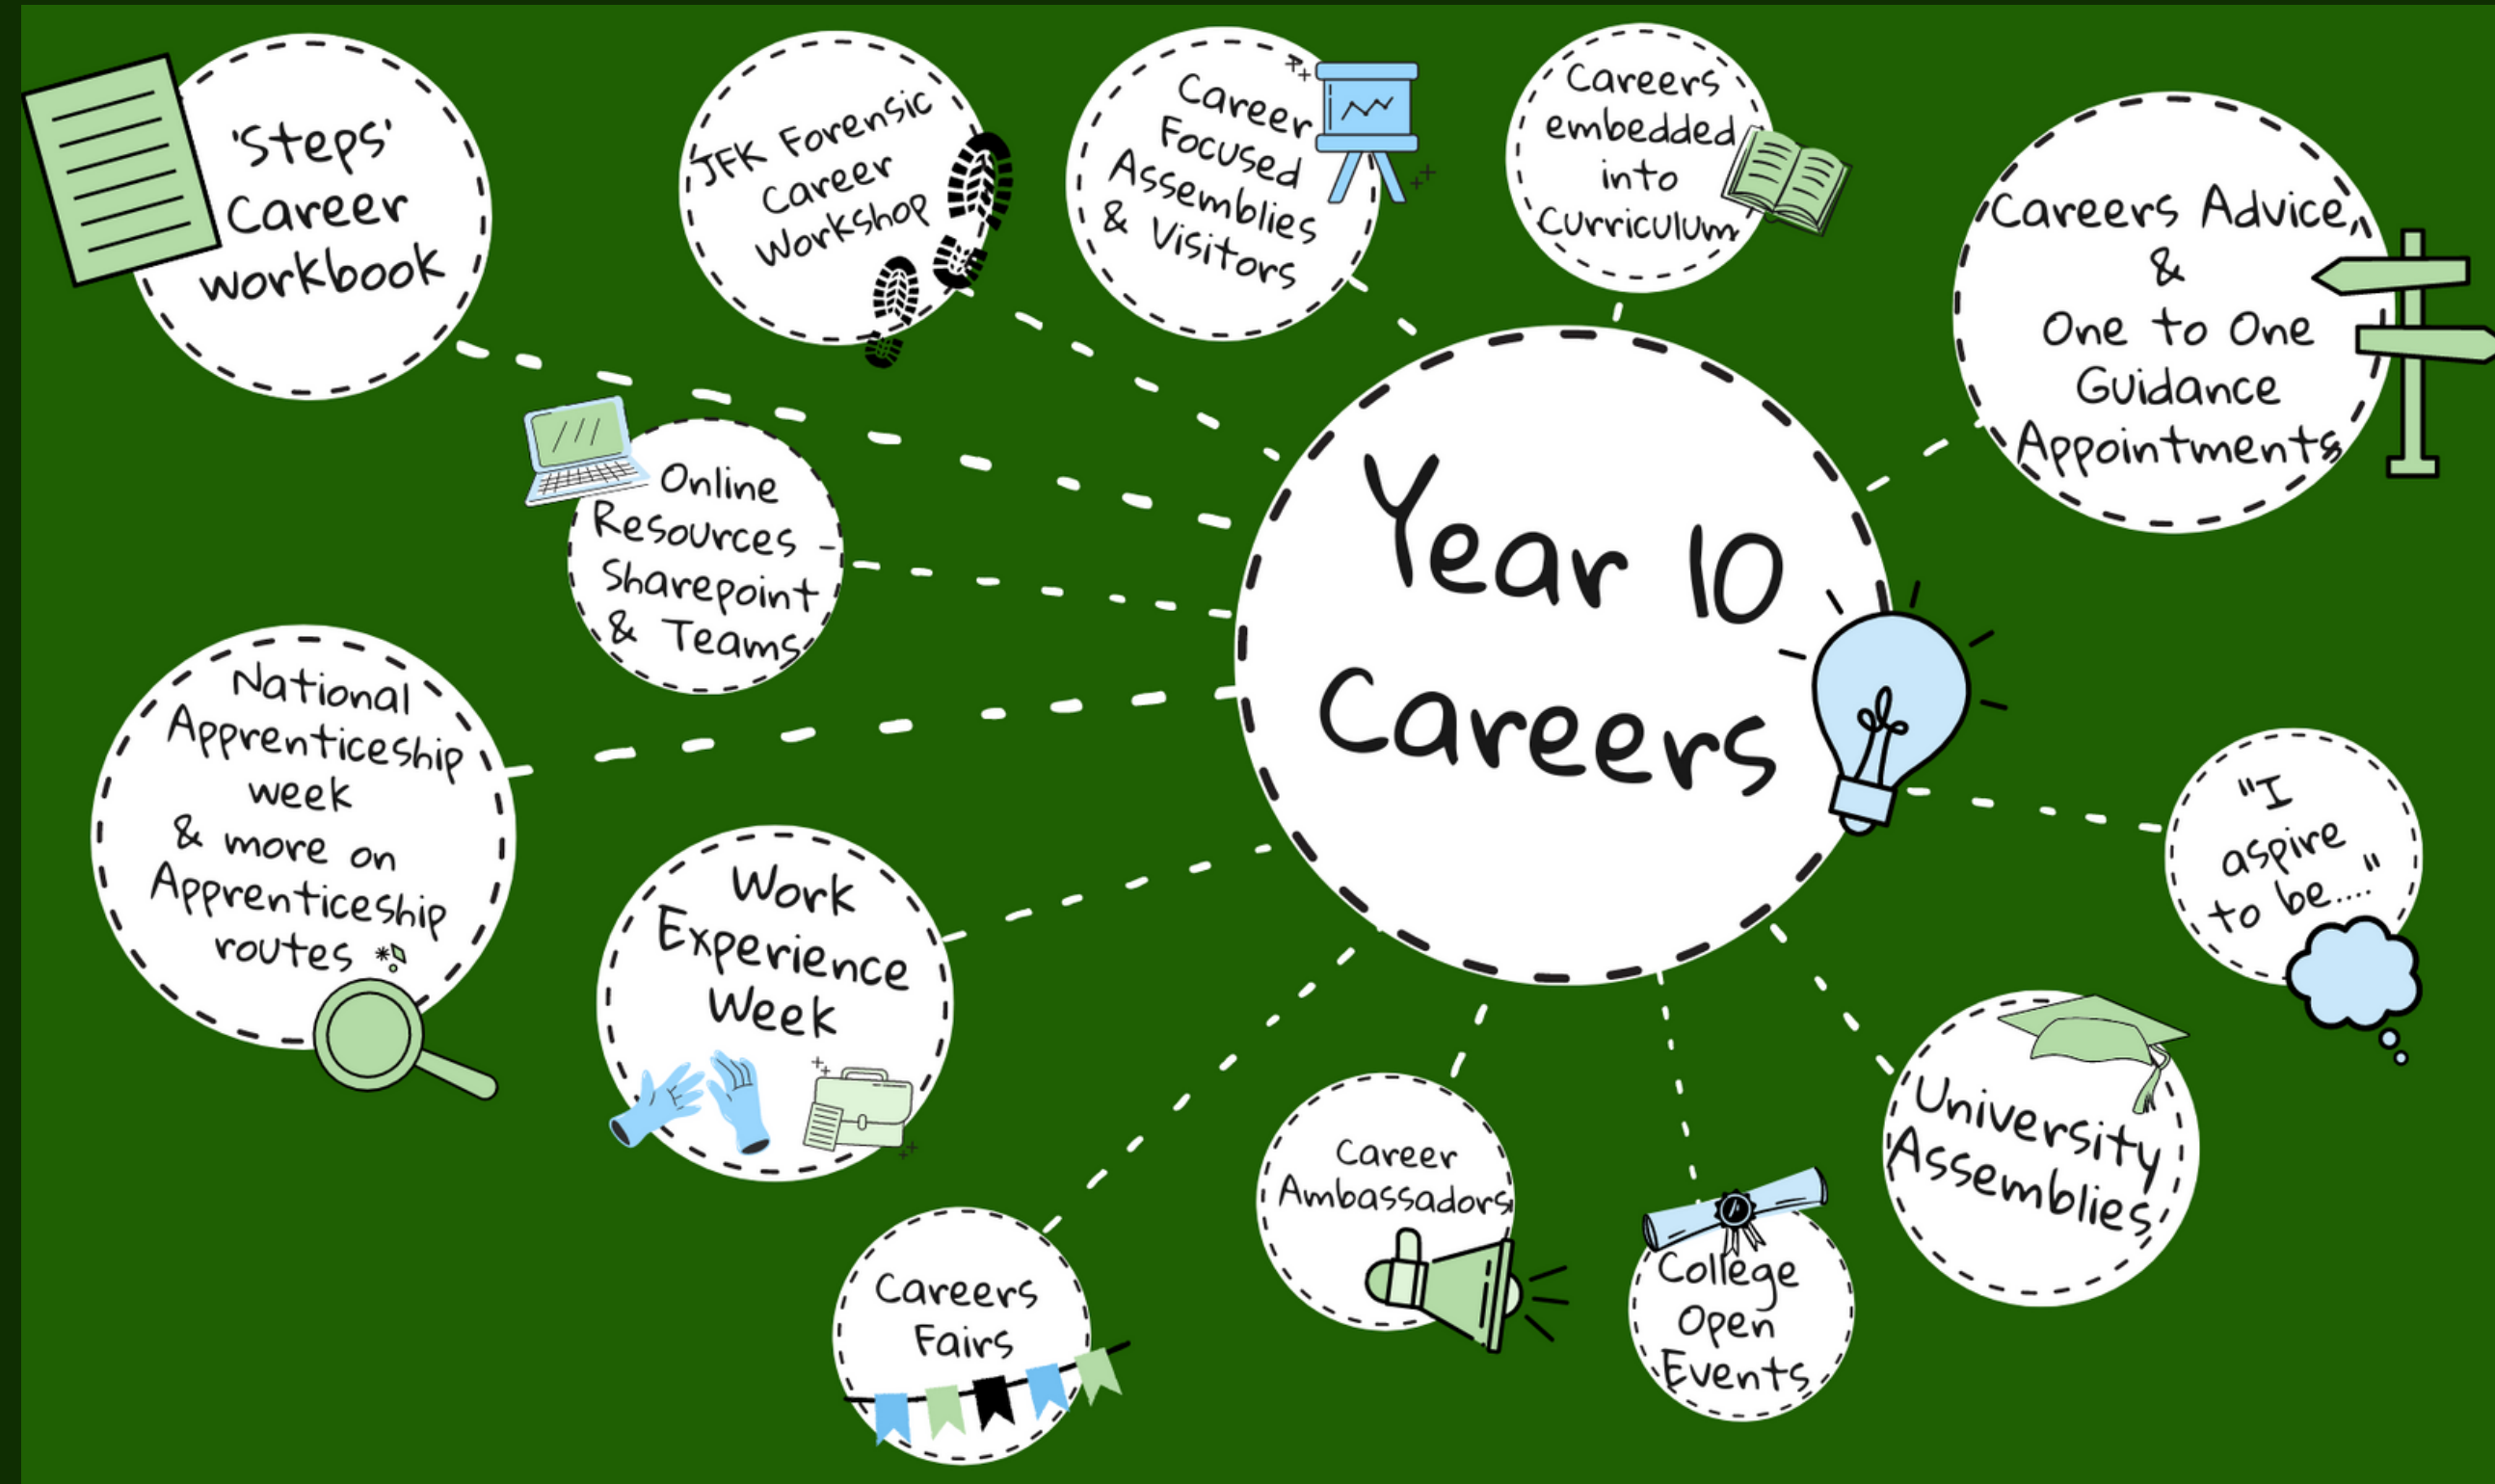 'Steps'
Career
workbook
JFK Forensic
Career
Workshop
Career
Focused
Assemblies
& Visitors
Careers
embedded
into
Curriculum
Careers Advice
&
One to One
Guidance
Appointments
Online
Resources -
Sharepoint
& Teams
Year 10
Careers
National
Apprenticeship
week
& more on
Apprenticeship
routes
Work
Experience
Week
"I
aspire
to be...."
University
Assemblies
Career
Ambassadors
College
Open
Events
Careers
Fairs